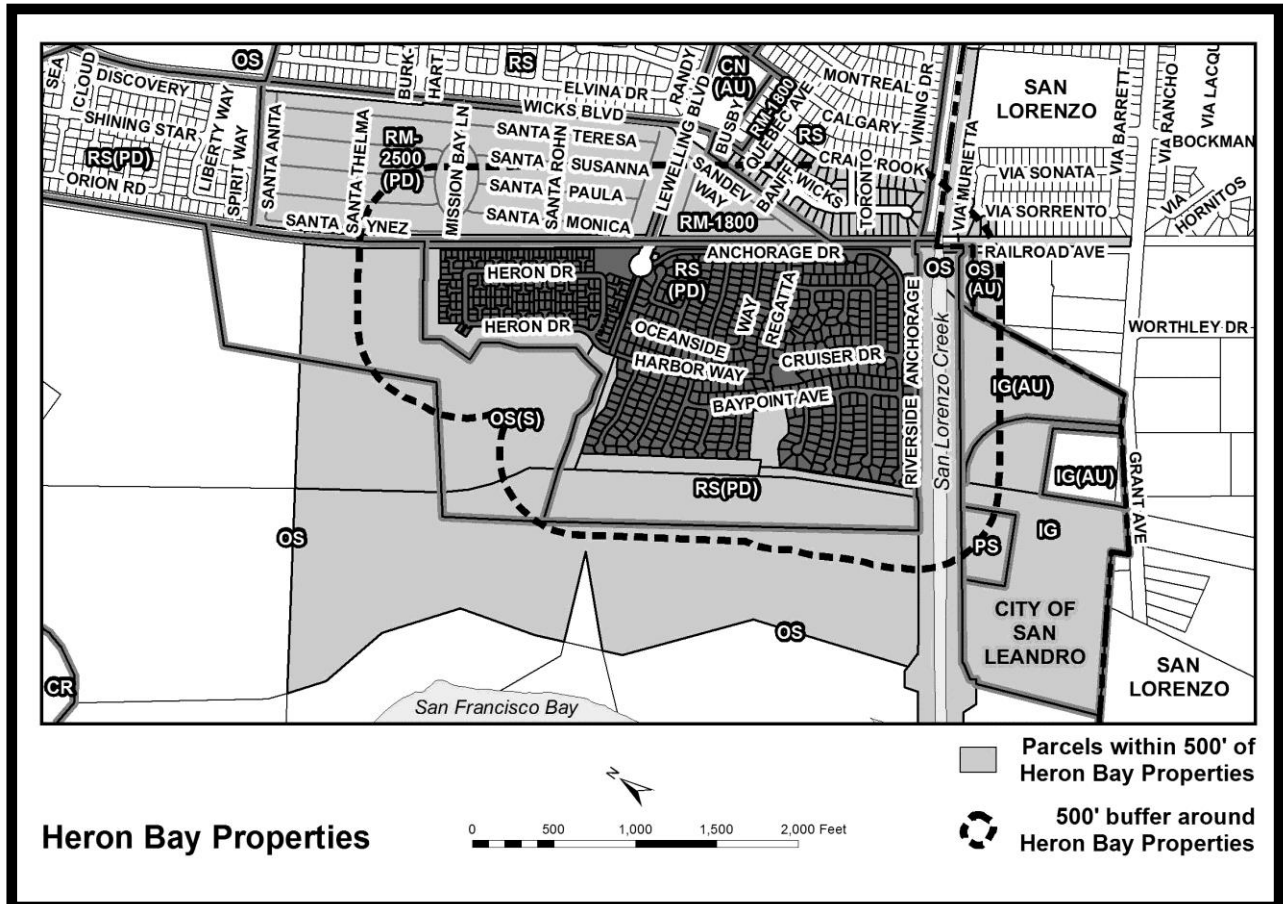 SEA
CLOUD
DISCOVERY
OS
BURK-
HART
RS
ELVINA DR
RANDY
CN
(AU)
BUSBY
RM-1800
QUEBEC AVE
MONTREAL
CALGARY
VINING DR
SAN
LORENZO
VIA BARRETT
VIA RANCHO
VIA LACQU
BOCKMAN
SHINING STAR
LIBERTY WAY
SPIRIT WAY
SANTA ANITA
SANTA THELMA
RM-
2500
(PD)
MISSION BAY LN
WICKS BLVD
SANTA TERESA
SANTA ROHN
SANTA SUSANNA
SANTA PAULA
SANTA MONICA
LEWELLING BLVD
SANDEV
WAY
BANFF
WICKS
RS
CRAIG
ROOK
TORONTO
VIA MURIETTA
VIA SONATA
VIA SORRENTO
VIA
HORNITOS
RS(PD)
ORION RD
SANTA YNEZ
RM-1800
ANCHORAGE DR
OS
RAILROAD AVE
OS
(AU)
HERON DR
RS
(PD)
WAY
REGATTA
HERON DR
OCEANSIDE
HARBOR WAY
CRUISER DR
BAYPOINT AVE
RIVERSIDE ANCHORAGE
San Lorenzo Creek
WORTHLEY DR
IG(AU)
OS(S)
RS(PD)
IG(AU)
GRANT AVE
OS
IG
PS
CITY OF
SAN
LEANDRO
OS
SAN
LORENZO
CR
San Francisco Bay
Parcels within 500' of
Heron Bay Properties
N
500' buffer around
Heron Bay Properties
Heron Bay Properties
0 500 1,000 1,500 2,000 Feet